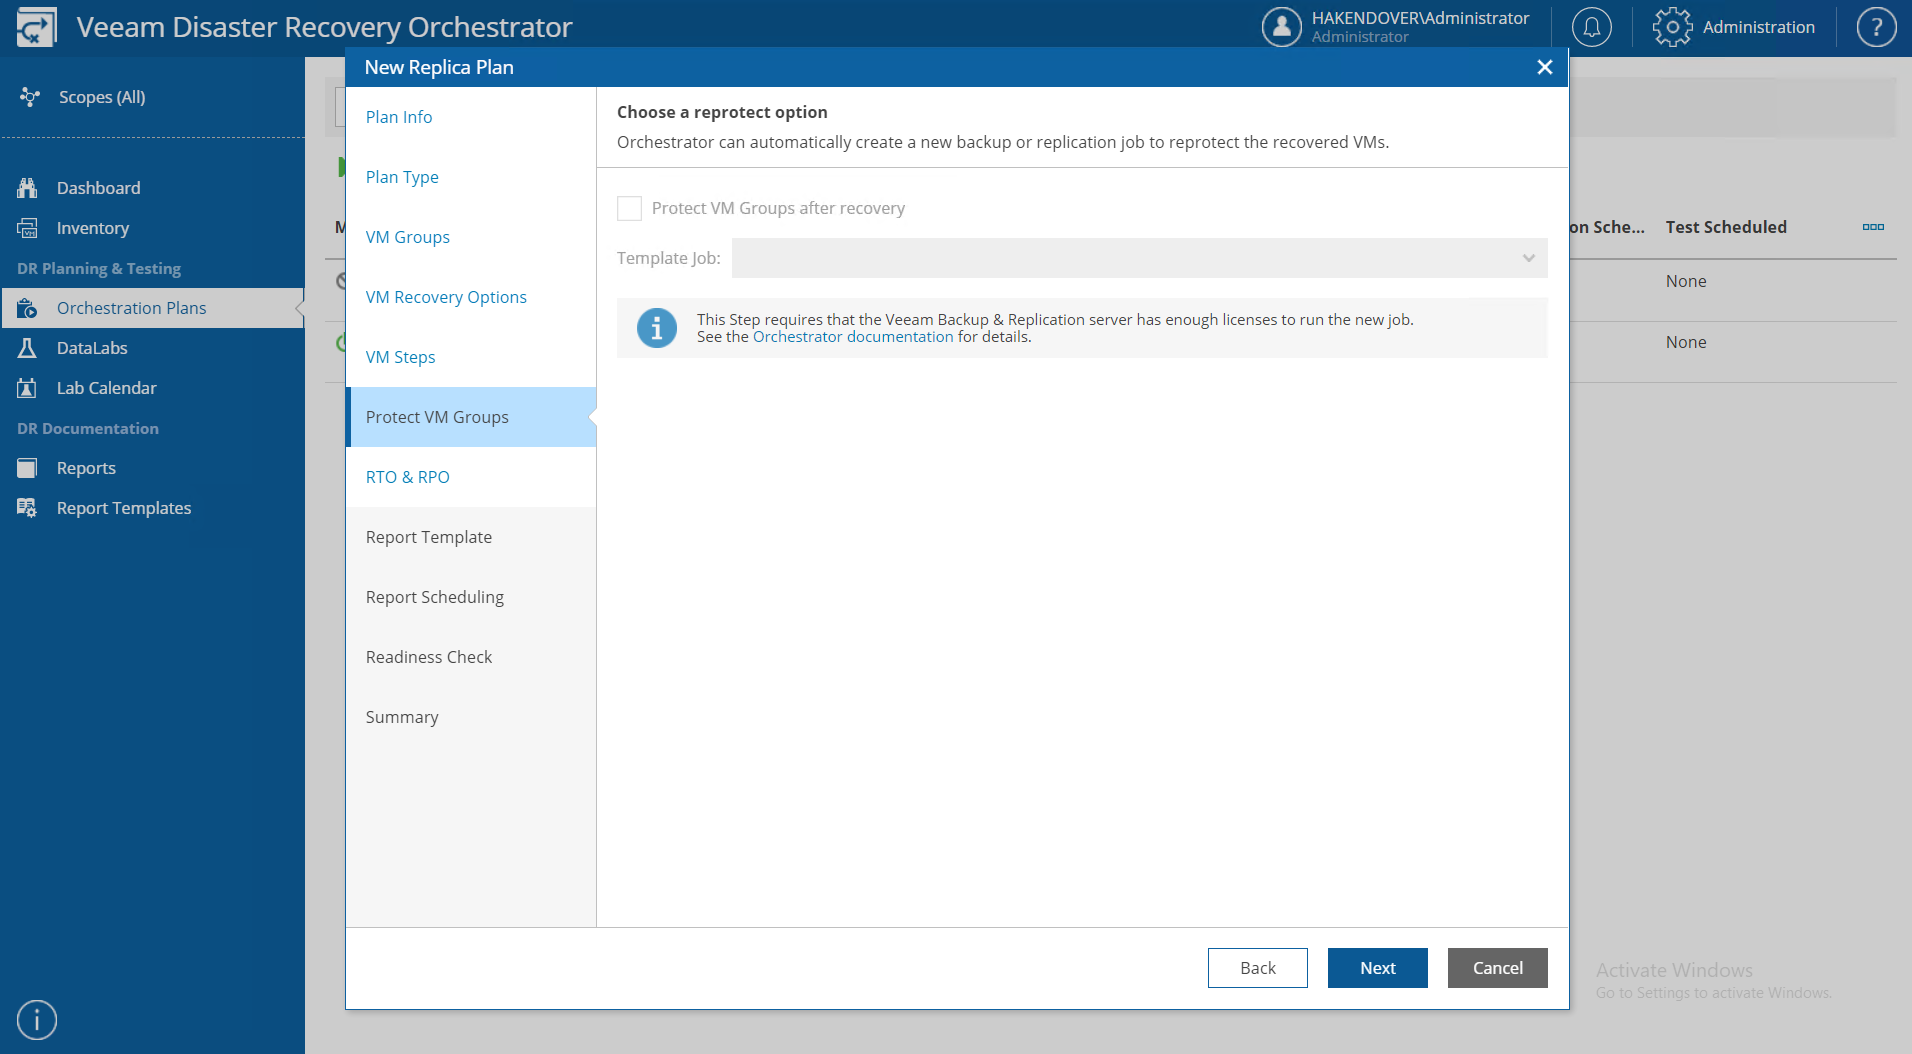 Veeam Disaster Recovery Orchestrator
HAKENDOVER\Administrator
Administrator
Administration
?
Scopes (All)
Dashboard
Inventory
DR Planning & Testing
Orchestration Plans
DataLabs
Lab Calendar
DR Documentation
Reports
Report Templates
New Replica Plan
Plan Info
Plan Type
VM Groups
VM Recovery Options
VM Steps
Protect VM Groups
RTO & RPO
Report Template
Report Scheduling
Readiness Check
Summary
Choose a reprotect option
Orchestrator can automatically create a new backup or replication job to reprotect the recovered VMs.
Protect VM Groups after recovery
Template Job:
This Step requires that the Veeam Backup & Replication server has enough licenses to run the new job.
See the Orchestrator documentation for details.
Back
Next
Cancel
M
on Sche...
Test Scheduled
None
None
Activate Windows
Go to Settings to activate Windows.